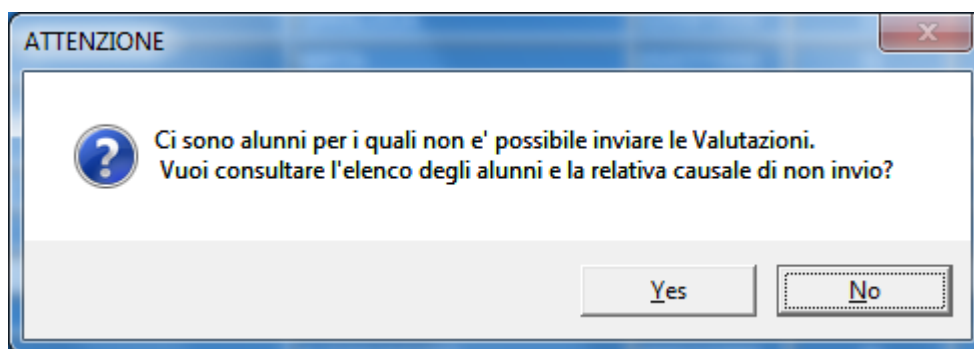 ATTENZIONE
Ci sono alunni per i quali non e' possibile inviare le Valutazioni.
Vuoi consultare l'elenco degli alunni e la relativa causale di non invio?
Yes
No